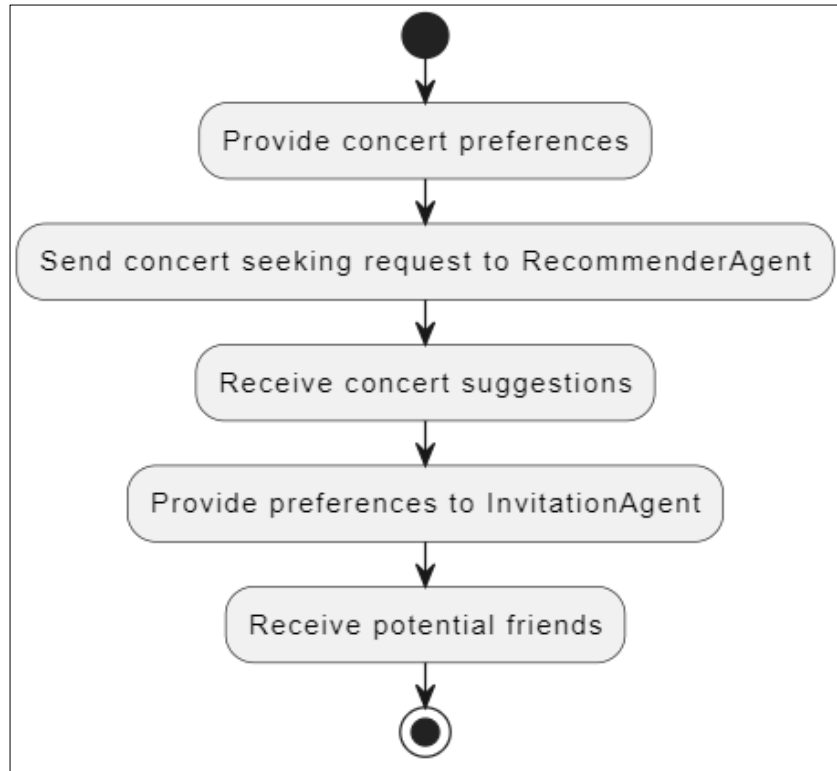 Provide concert preferences
Send concert seeking request to RecommenderAgent
Receive concert suggestions
Provide preferences to InvitationAgent
Receive potential friends